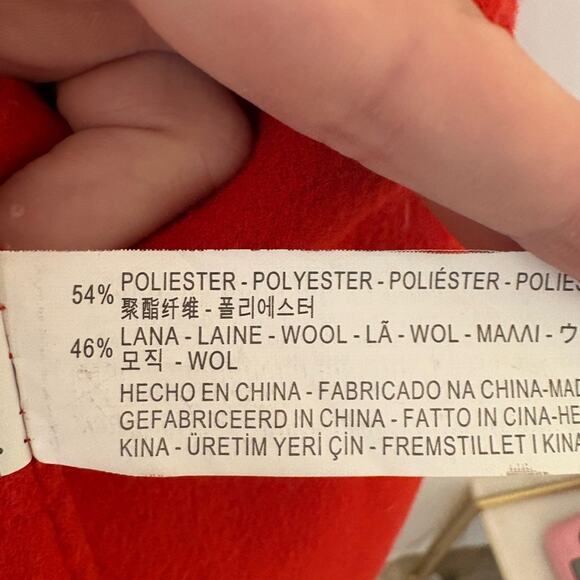 54% POLIESTER - POLYESTER - POLIÉSTER - POLIES
聚酯纤维 - 폴리에스터
46% LANA - LAINE - WOOL - LÃ - WOL - ΜΑΛΛΙ - ウ
모직 - WOL
HECHO EN CHINA - FABRICADO NA CHINA-MAD
GEFABRICEERD IN CHINA - FATTO IN CINA-HE
KINA - ÜRETİM YERİ ÇİN - FREMSTILLET I KINA